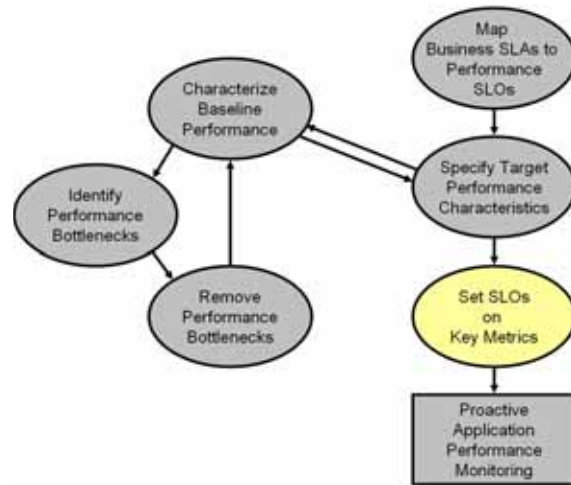 Map
Business SLAs to
Performance
SLOs
Characterize
Baseline
Performance
Specify Target
Performance
Characteristics
Identify
Performance
Bottlenecks
Remove
Performance
Bottlenecks
Set SLOs
on
Key Metrics
Proactive
Application
Performance
Monitoring